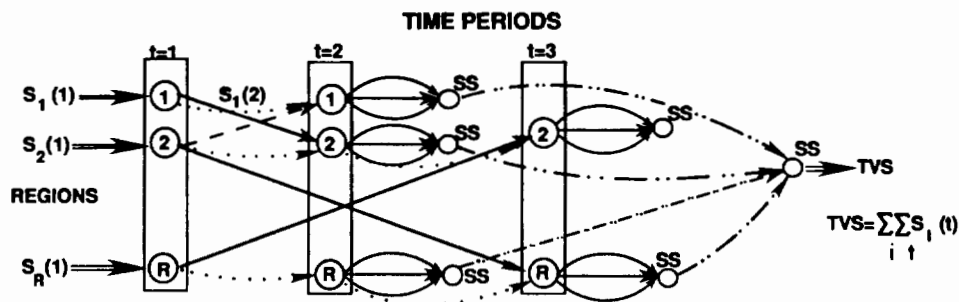 TIME PERIODS
t=1 t=2 t=3
S₁(1) 1 S₁(2) 1 SS SS
S₂(1) 2 2 SS 2 SS TVS
REGIONS
TVS=∑∑Sᵢ(t)
i t
S_R(1) R R SS R SS